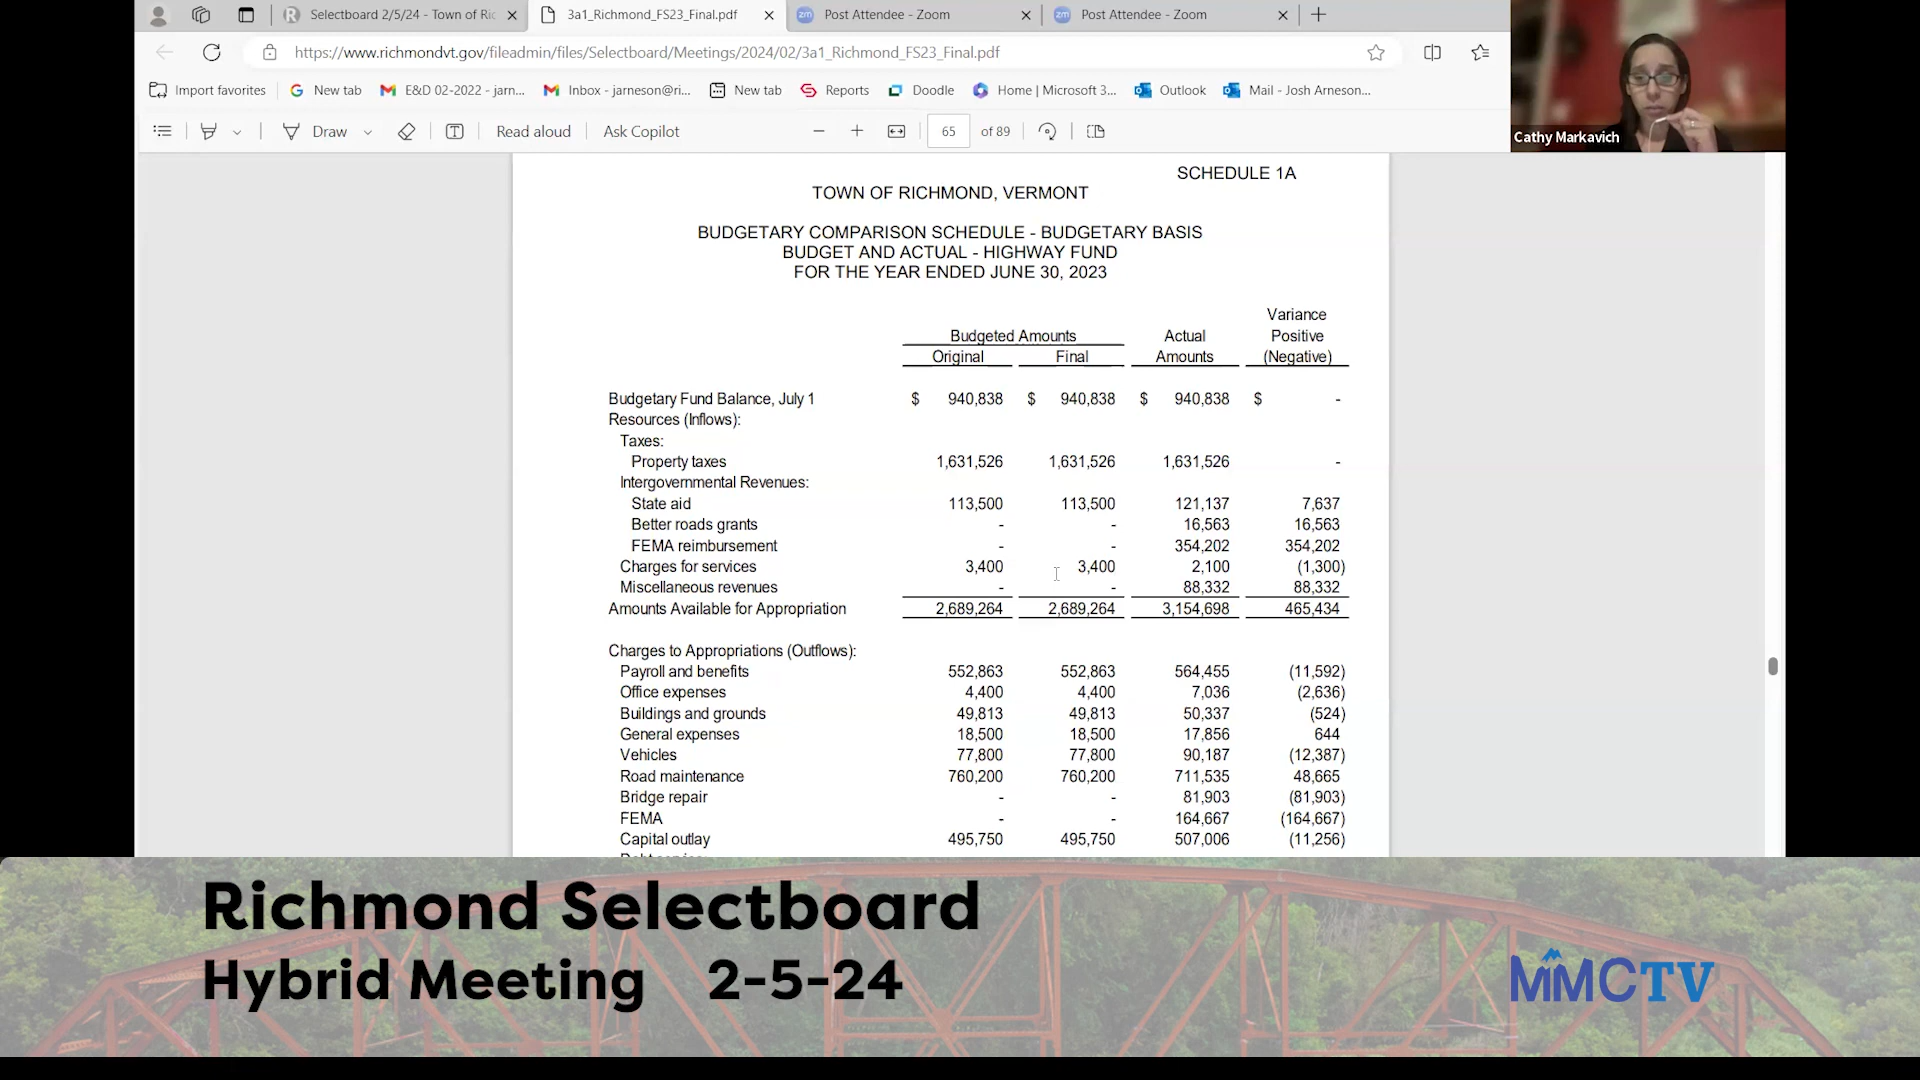 Selectboard 2/5/24 - Town of Ric
3a1_Richmond_FS23_Final.pdf
zm Post Attendee - Zoom
zm Post Attendee - Zoom
https://www.richmondvt.gov/fileadmin/files/Selectboard/Meetings/2024/02/3a1_Richmond_FS23_Final.pdf
Import favorites
New tab
E&D 02-2022 - jarn...
Inbox - jarneson@ri...
New tab
Reports
Doodle
Home | Microsoft 3...
Outlook
Mail - Josh Arneson...
Draw
Read aloud
Ask Copilot
65 of 89
Cathy Markavich
SCHEDULE 1A
TOWN OF RICHMOND, VERMONT
BUDGETARY COMPARISON SCHEDULE - BUDGETARY BASIS
BUDGET AND ACTUAL - HIGHWAY FUND
FOR THE YEAR ENDED JUNE 30, 2023
Variance
Budgeted Amounts Actual Positive
Original Final Amounts (Negative)
Budgetary Fund Balance, July 1 $ 940,838 $ 940,838 $ 940,838 $ -
Resources (Inflows):
Taxes:
Property taxes 1,631,526 1,631,526 1,631,526 -
Intergovernmental Revenues:
State aid 113,500 113,500 121,137 7,637
Better roads grants - - 16,563 16,563
FEMA reimbursement - - 354,202 354,202
Charges for services 3,400 3,400 2,100 (1,300)
Miscellaneous revenues - - 88,332 88,332
Amounts Available for Appropriation 2,689,264 2,689,264 3,154,698 465,434
Charges to Appropriations (Outflows):
Payroll and benefits 552,863 552,863 564,455 (11,592)
Office expenses 4,400 4,400 7,036 (2,636)
Buildings and grounds 49,813 49,813 50,337 (524)
General expenses 18,500 18,500 17,856 644
Vehicles 77,800 77,800 90,187 (12,387)
Road maintenance 760,200 760,200 711,535 48,665
Bridge repair - - 81,903 (81,903)
FEMA - - 164,667 (164,667)
Capital outlay 495,750 495,750 507,006 (11,256)
Richmond Selectboard
Hybrid Meeting 2-5-24
MMCTV